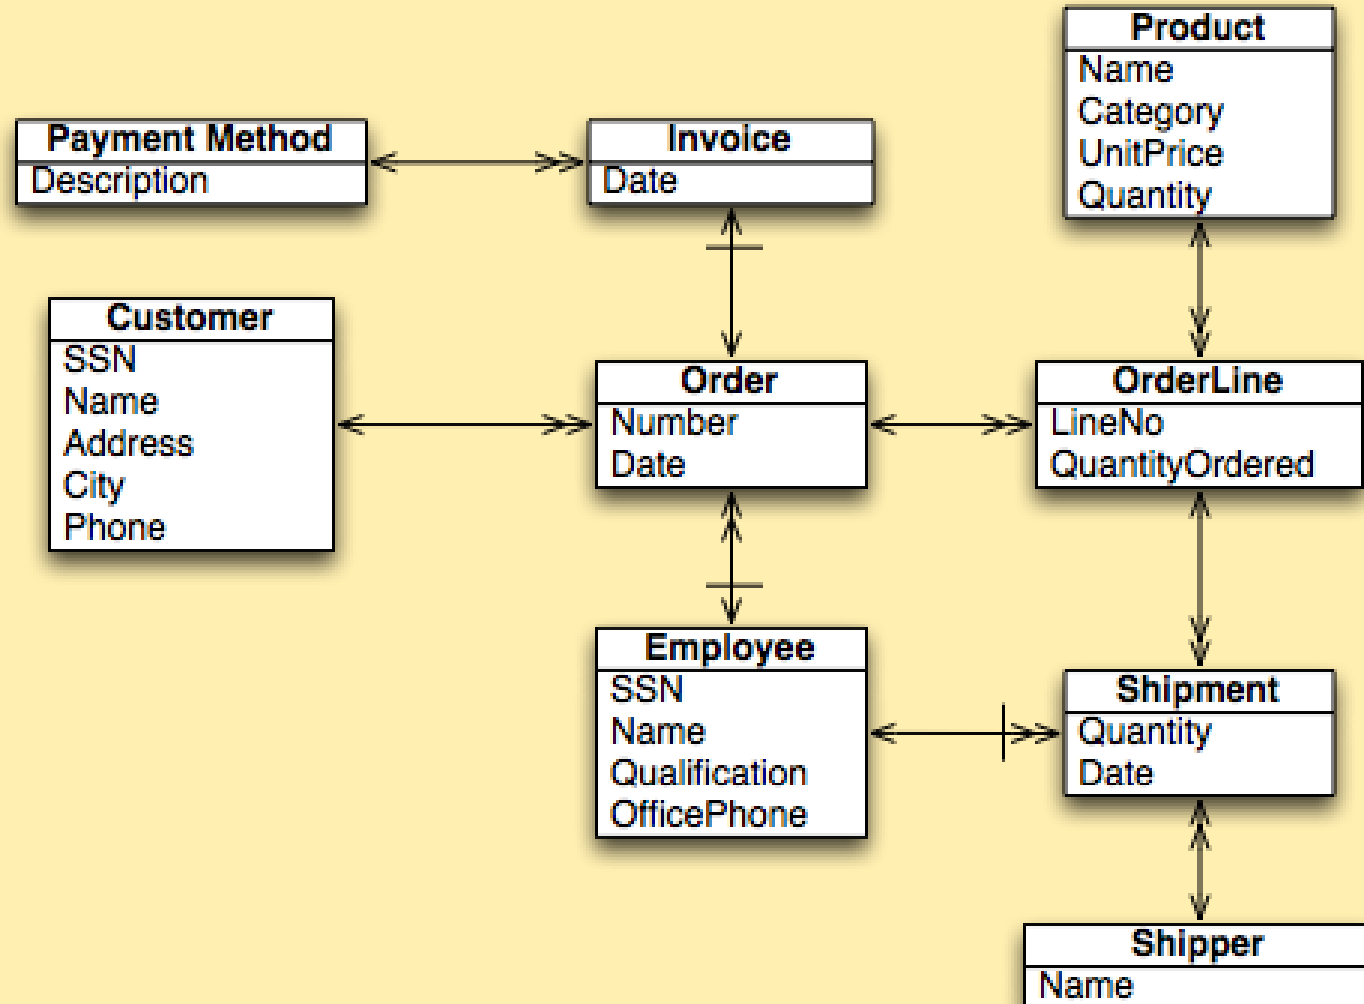 Product
Name
Category
UnitPrice
Quantity
Payment Method
Description
Invoice
Date
Customer
SSN
Name
Address
City
Phone
Order
Number
Date
OrderLine
LineNo
QuantityOrdered
Employee
SSN
Name
Qualification
OfficePhone
Shipment
Quantity
Date
Shipper
Name